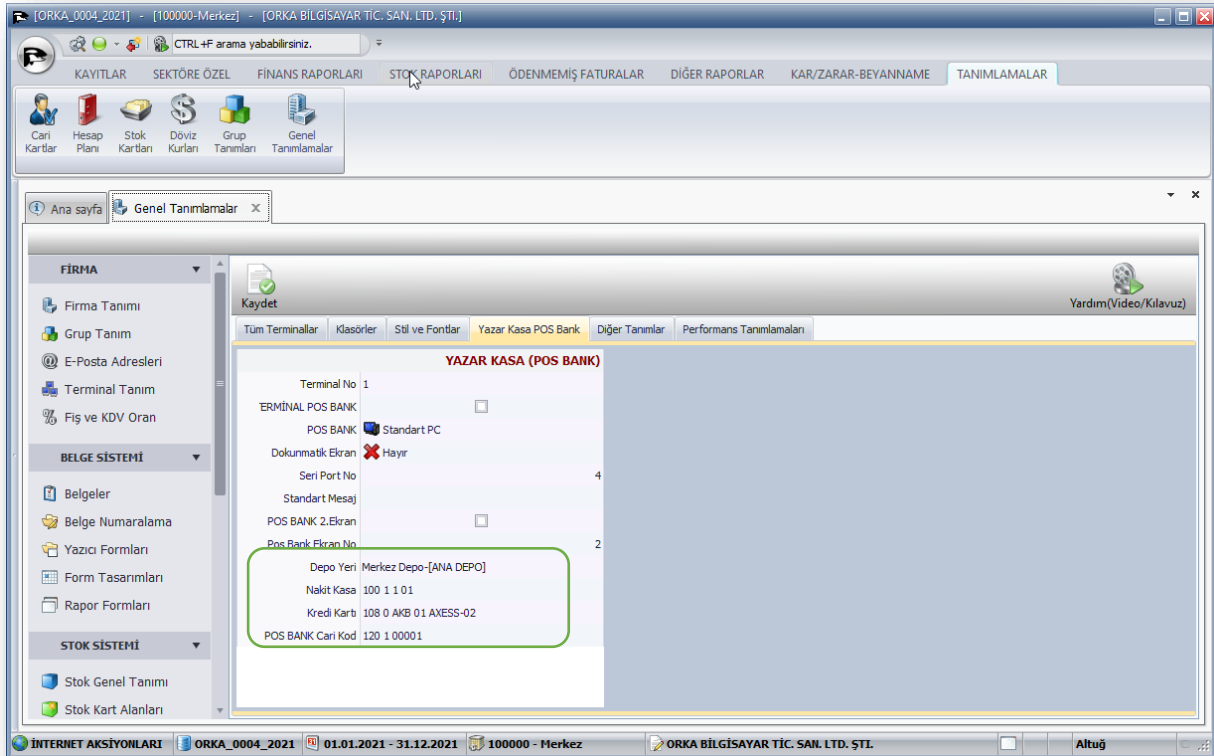 [ORKA_0004_2021] - [100000-Merkez] - [ORKA BİLGİSAYAR TİC. SAN. LTD. ŞTİ.]
CTRL+F arama yababilirsiniz.
KAYITLAR SEKTÖRE ÖZEL FİNANS RAPORLARI STOK RAPORLARI ÖDENMEMİŞ FATURALAR DİĞER RAPORLAR KAR/ZARAR-BEYANNAME TANIMLAMALAR
Cari Kartlar Hesap Planı Stok Kartları Döviz Kurları Grup Tanımları Genel Tanımlamalar
Ana sayfa Genel Tanımlamalar
FİRMA
Firma Tanımı
Grup Tanım
E-Posta Adresleri
Terminal Tanım
Fiş ve KDV Oran
BELGE SİSTEMİ
Belgeler
Belge Numaralama
Yazıcı Formları
Form Tasarımları
Rapor Formları
STOK SİSTEMİ
Stok Genel Tanımı
Stok Kart Alanları
Kaydet
Yardım(Video/Kılavuz)
Tüm Terminallar Klasörler Stil ve Fontlar Yazar Kasa POS Bank Diğer Tanımlar Performans Tanımlamaları
YAZAR KASA (POS BANK)
Terminal No 1
ERMİNAL POS BANK
POS BANK Standart PC
Dokunmatik Ekran Hayır
Seri Port No 4
Standart Mesaj
POS BANK 2.Ekran
Pos Bank Ekran No 2
Depo Yeri Merkez Depo-[ANA DEPO]
Nakit Kasa 100 1 1 01
Kredi Kartı 108 0 AKB 01 AXESS-02
POS BANK Cari Kod 120 1 00001
İNTERNET AKSİYONLARI ORKA_0004_2021 01.01.2021 - 31.12.2021 100000 - Merkez ORKA BİLGİSAYAR TİC. SAN. LTD. ŞTİ. Altuğ